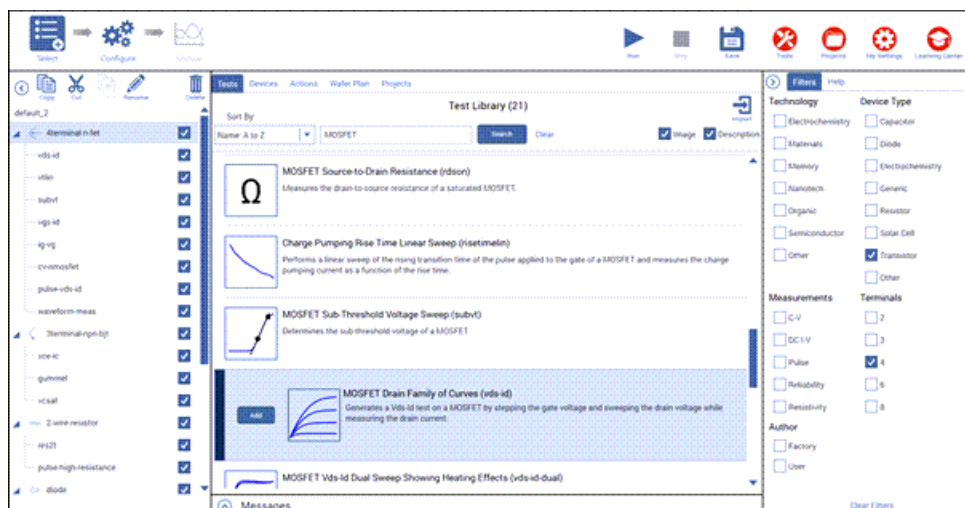 Select
Configure
Run
Stop
Save
Tools
Projects
My Settings
Learning Center
Copy
Cut
Rename
Delete
default_2
4terminal-n-fet
vds-id
vtlin
subvt
vgs-id
ig-vg
cv-nmosfet
pulse-vds-id
waveform-meas
3terminal-npn-bjt
vce-ic
gummel
vcsat
2-wire-resistor
res2t
pulse-high-resistance
diode
Tests Devices Actions Wafer Plan Projects
Test Library (21)
Import
Sort By
Name: A to Z MOSFET Search Clear Image Description
MOSFET Source-to-Drain Resistance (rdson)
Measures the drain-to-source resistance of a saturated MOSFET.
Ω
Charge Pumping Rise Time Linear Sweep (risetimelin)
Performs a linear sweep of the rising transition time of the pulse applied to the gate of a MOSFET and measures the charge
pumping current as a function of the rise time.
MOSFET Sub-Threshold Voltage Sweep (subvt)
Determines the sub-threshold voltage of a MOSFET
Add
MOSFET Drain Family of Curves (vds-id)
Generates a Vds-Id test on a MOSFET by stepping the gate voltage and sweeping the drain voltage while
measuring the drain current.
MOSFET Vds-Id Dual Sweep Showing Heating Effects (vds-id-dual)
Messages
Filters Help
Technology
Electrochemistry
Materials
Memory
Nanotech
Organic
Semiconductor
Other
Device Type
Capacitor
Diode
Electrochemistry
Generic
Resistor
Solar Cell
Transistor
Other
Measurements
C-V
DC I-V
Pulse
Reliability
Resistivity
Terminals
2
3
4
6
8
Author
Factory
User
Clear Filters